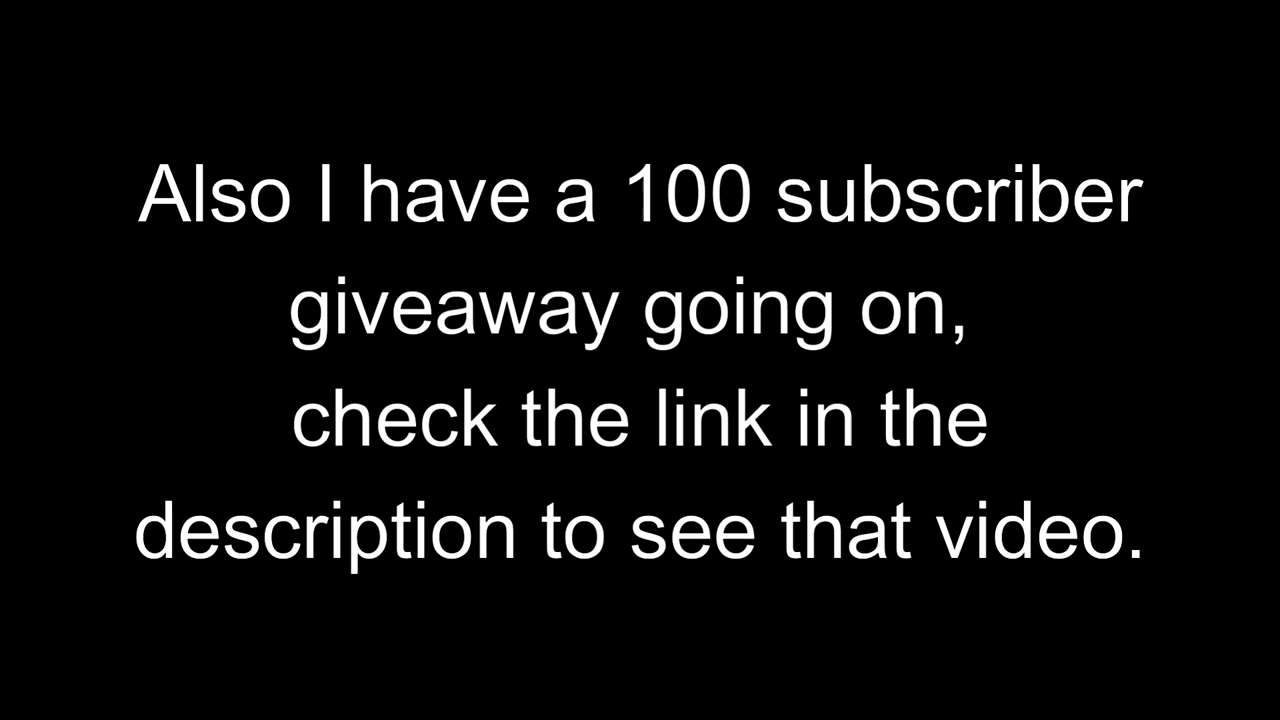 Also I have a 100 subscriber
giveaway going on,
check the link in the
description to see that video.